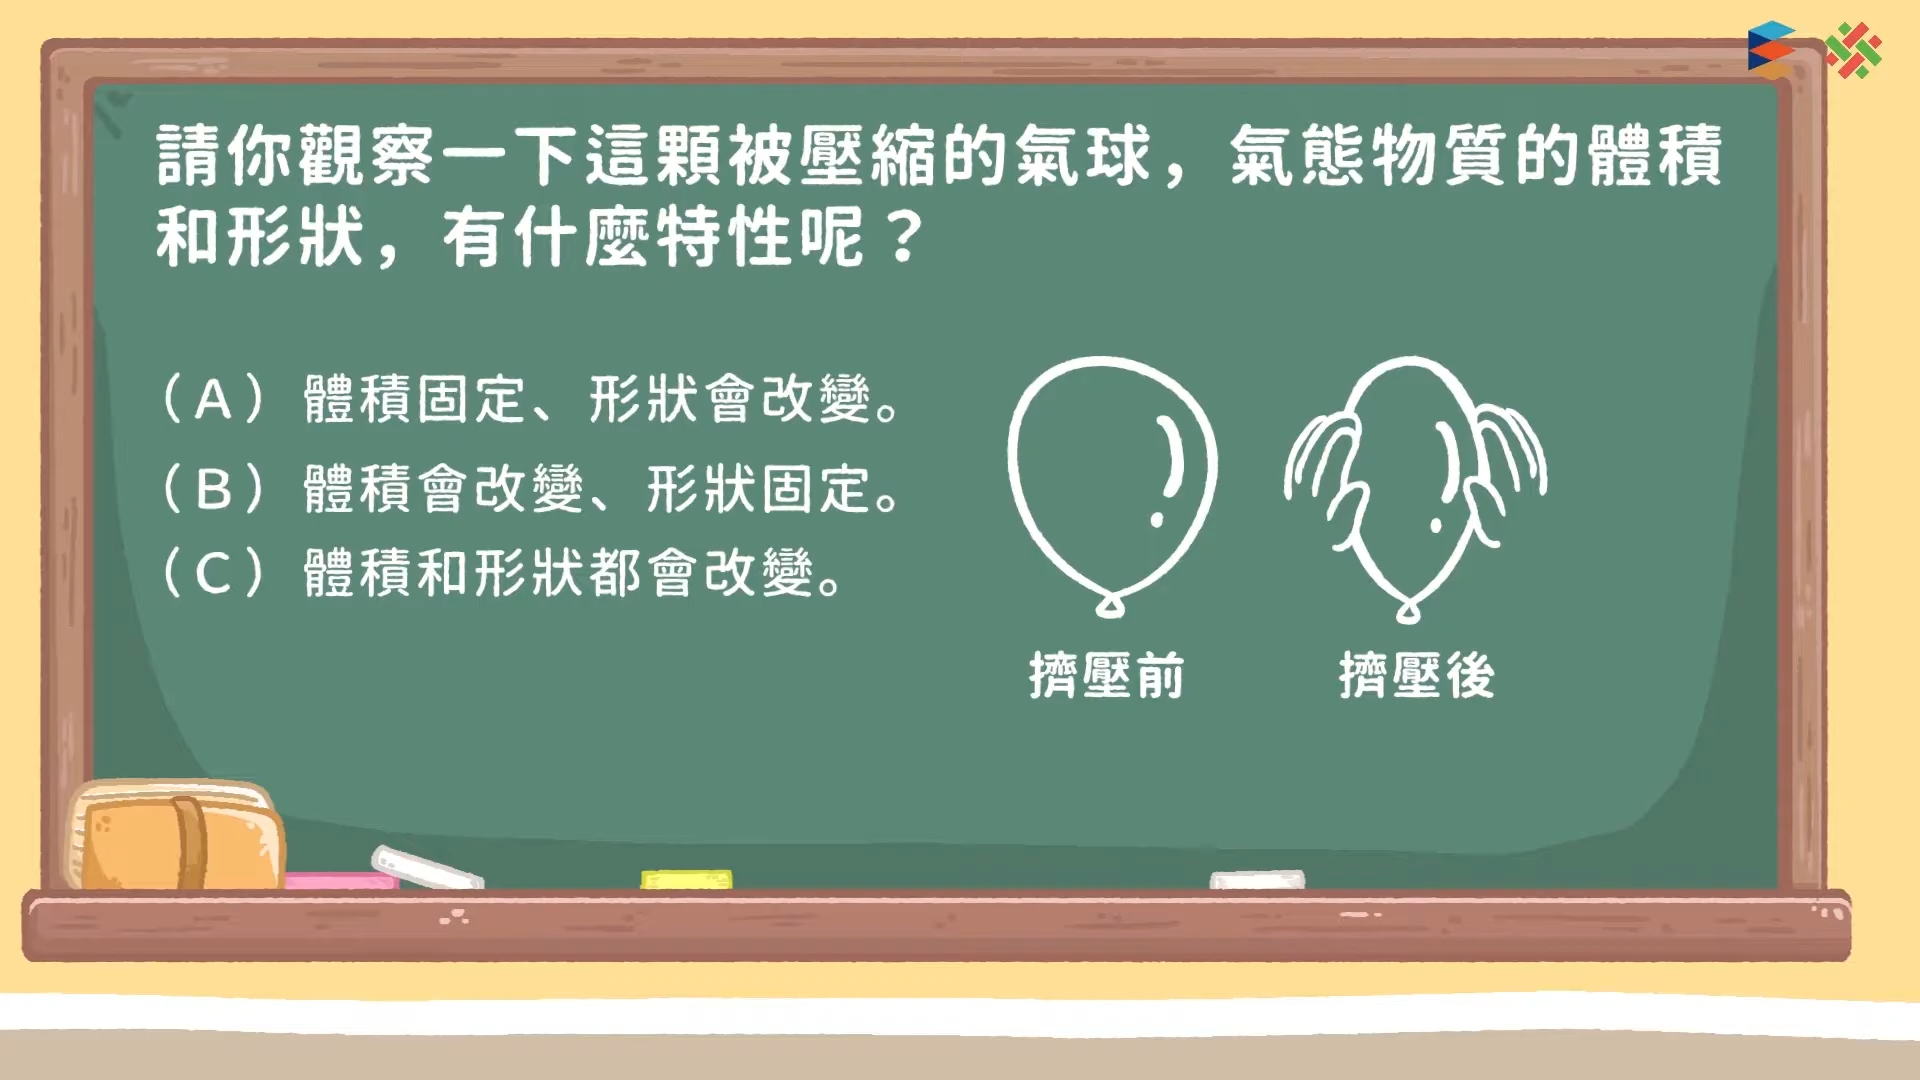 請你觀察一下這顆被壓縮的氣球，氣態物質的體積
和形狀，有什麼特性呢？
（A）體積固定、形狀會改變。
（B）體積會改變、形狀固定。
（C）體積和形狀都會改變。
擠壓前
擠壓後